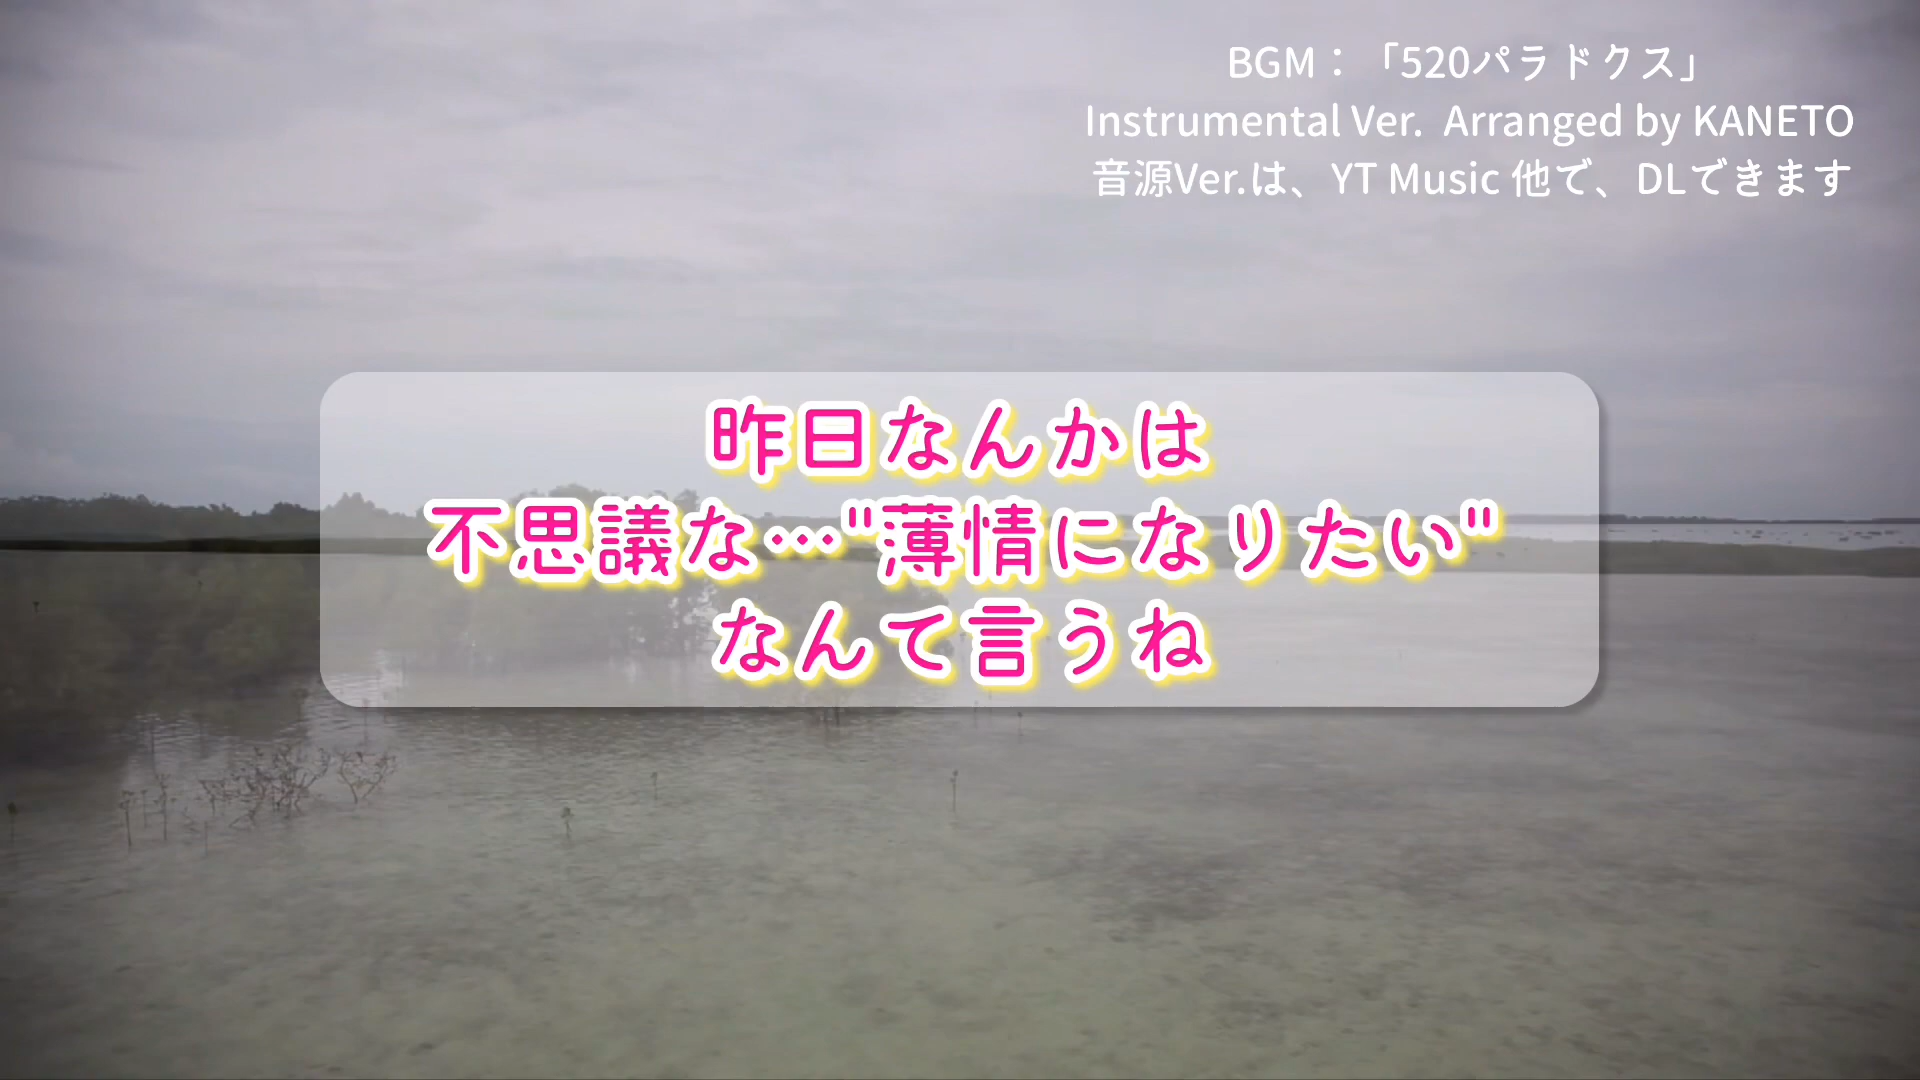 BGM：「520パラドクス」
Instrumental Ver. Arranged by KANETO
音源Ver.は、YT Music 他で、DLできます
昨日なんかは
不思議な…"薄情になりたい"
なんて言うね